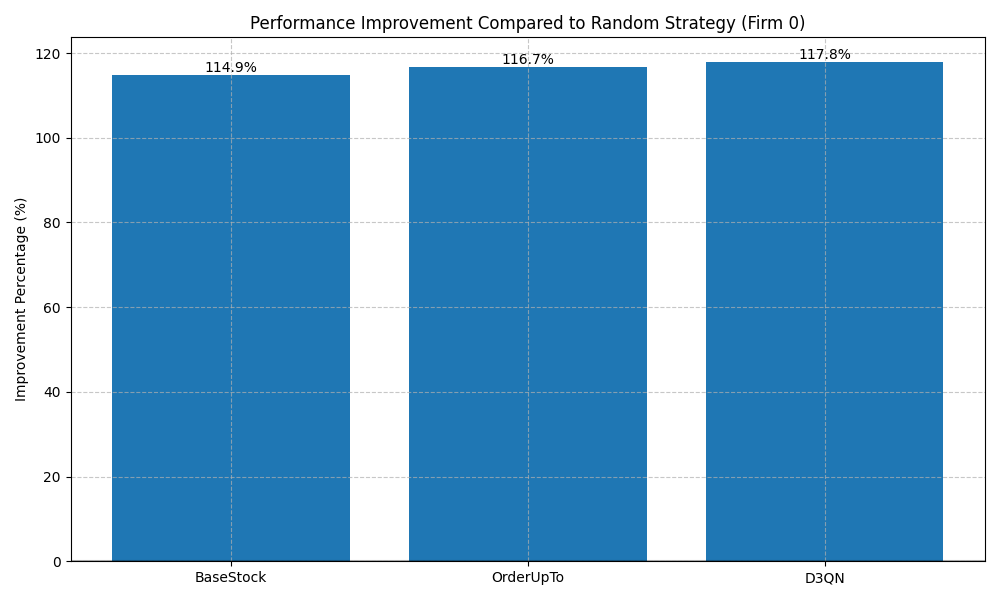 Performance Improvement Compared to Random Strategy (Firm 0)
Improvement Percentage (%)
120
100
80
60
40
20
0
114.9%
116.7%
117.8%
BaseStock
OrderUpTo
D3QN